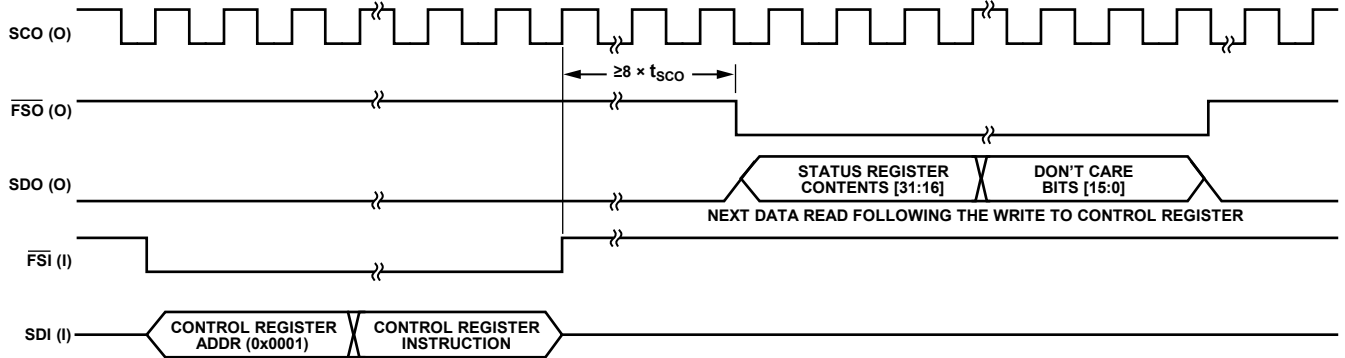 SCO (O)
≥8 × tSCO
FSO (O)
SDO (O)
STATUS REGISTER
CONTENTS [31:16]
DON'T CARE
BITS [15:0]
NEXT DATA READ FOLLOWING THE WRITE TO CONTROL REGISTER
FSI (I)
SDI (I)
CONTROL REGISTER
ADDR (0x0001)
CONTROL REGISTER
INSTRUCTION